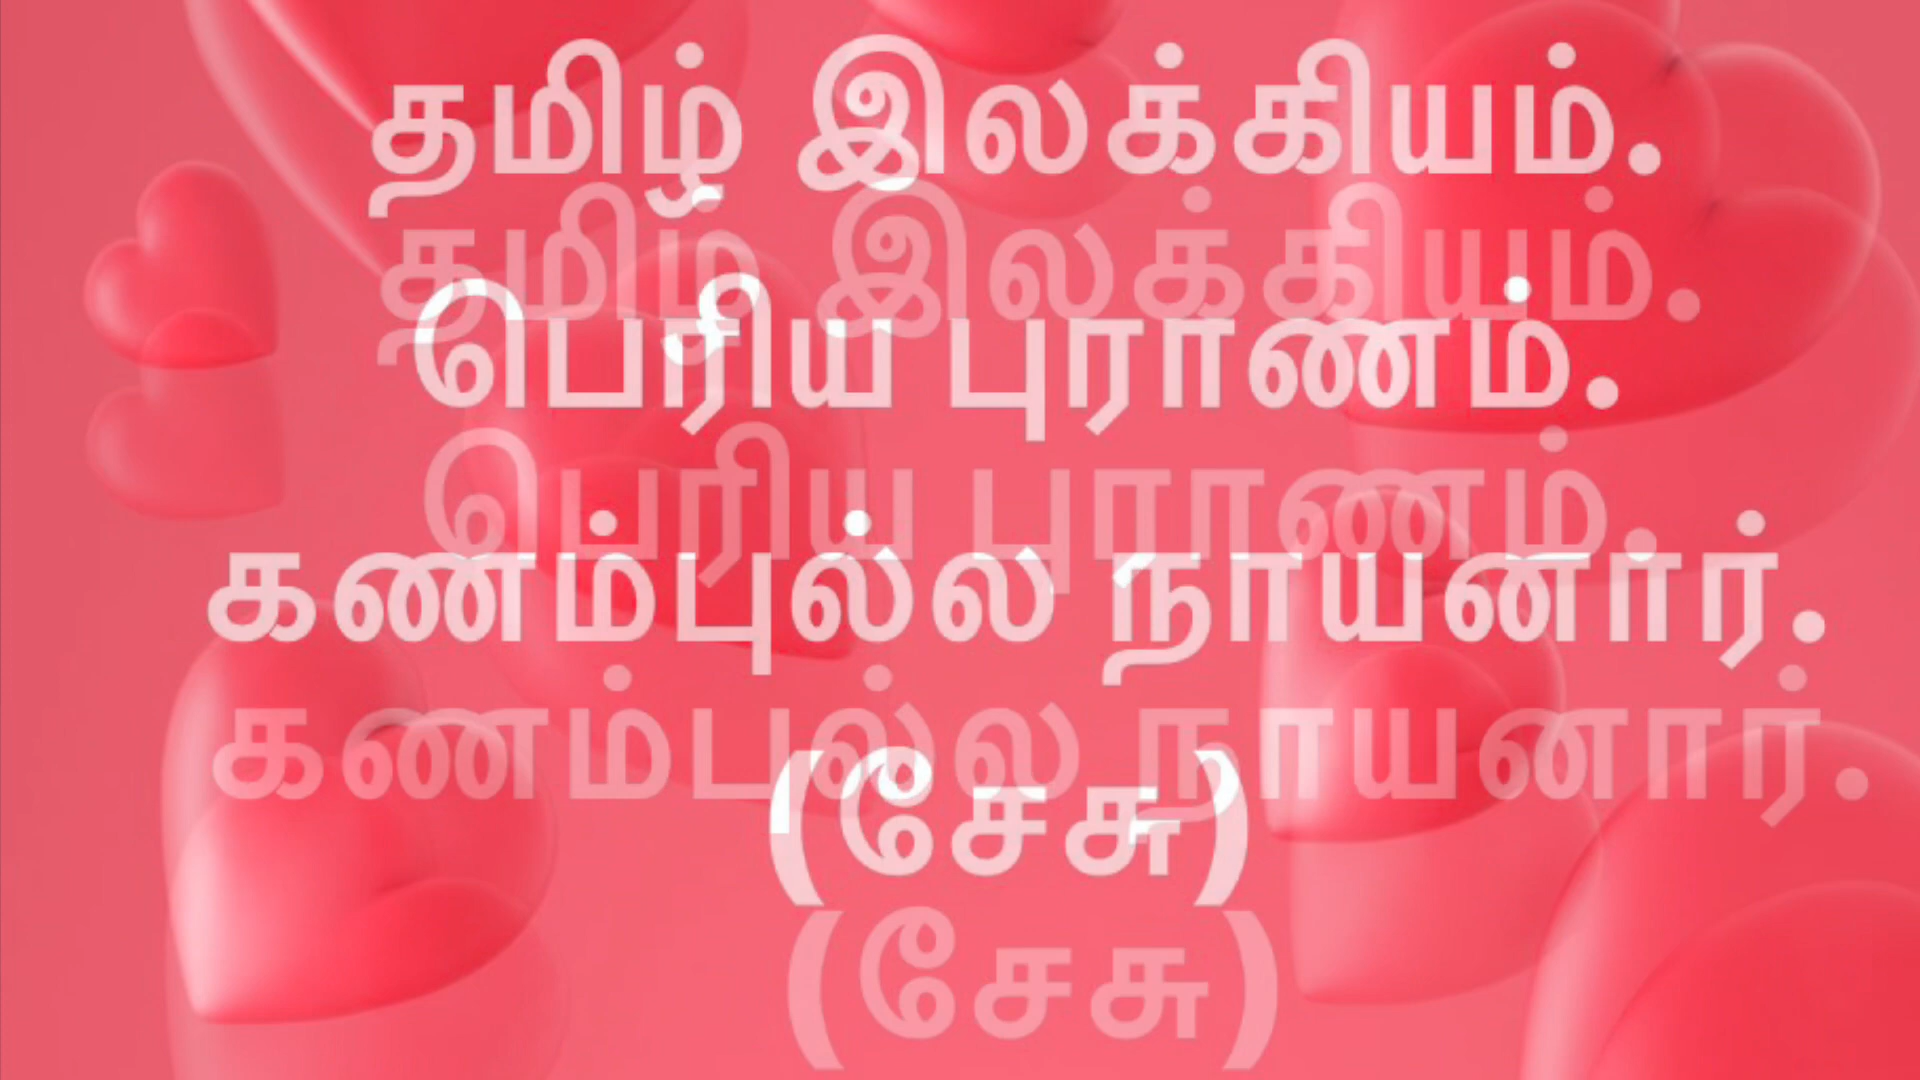 தமிழ் இலக்கியம்.
பெரிய புராணம்.
கணம்புல்ல நாயனார்.
(சேசு)